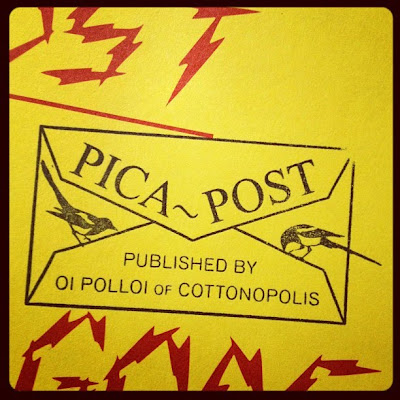 PICA~POST
PUBLISHED BY
OI POLLOI OF COTTONOPOLIS